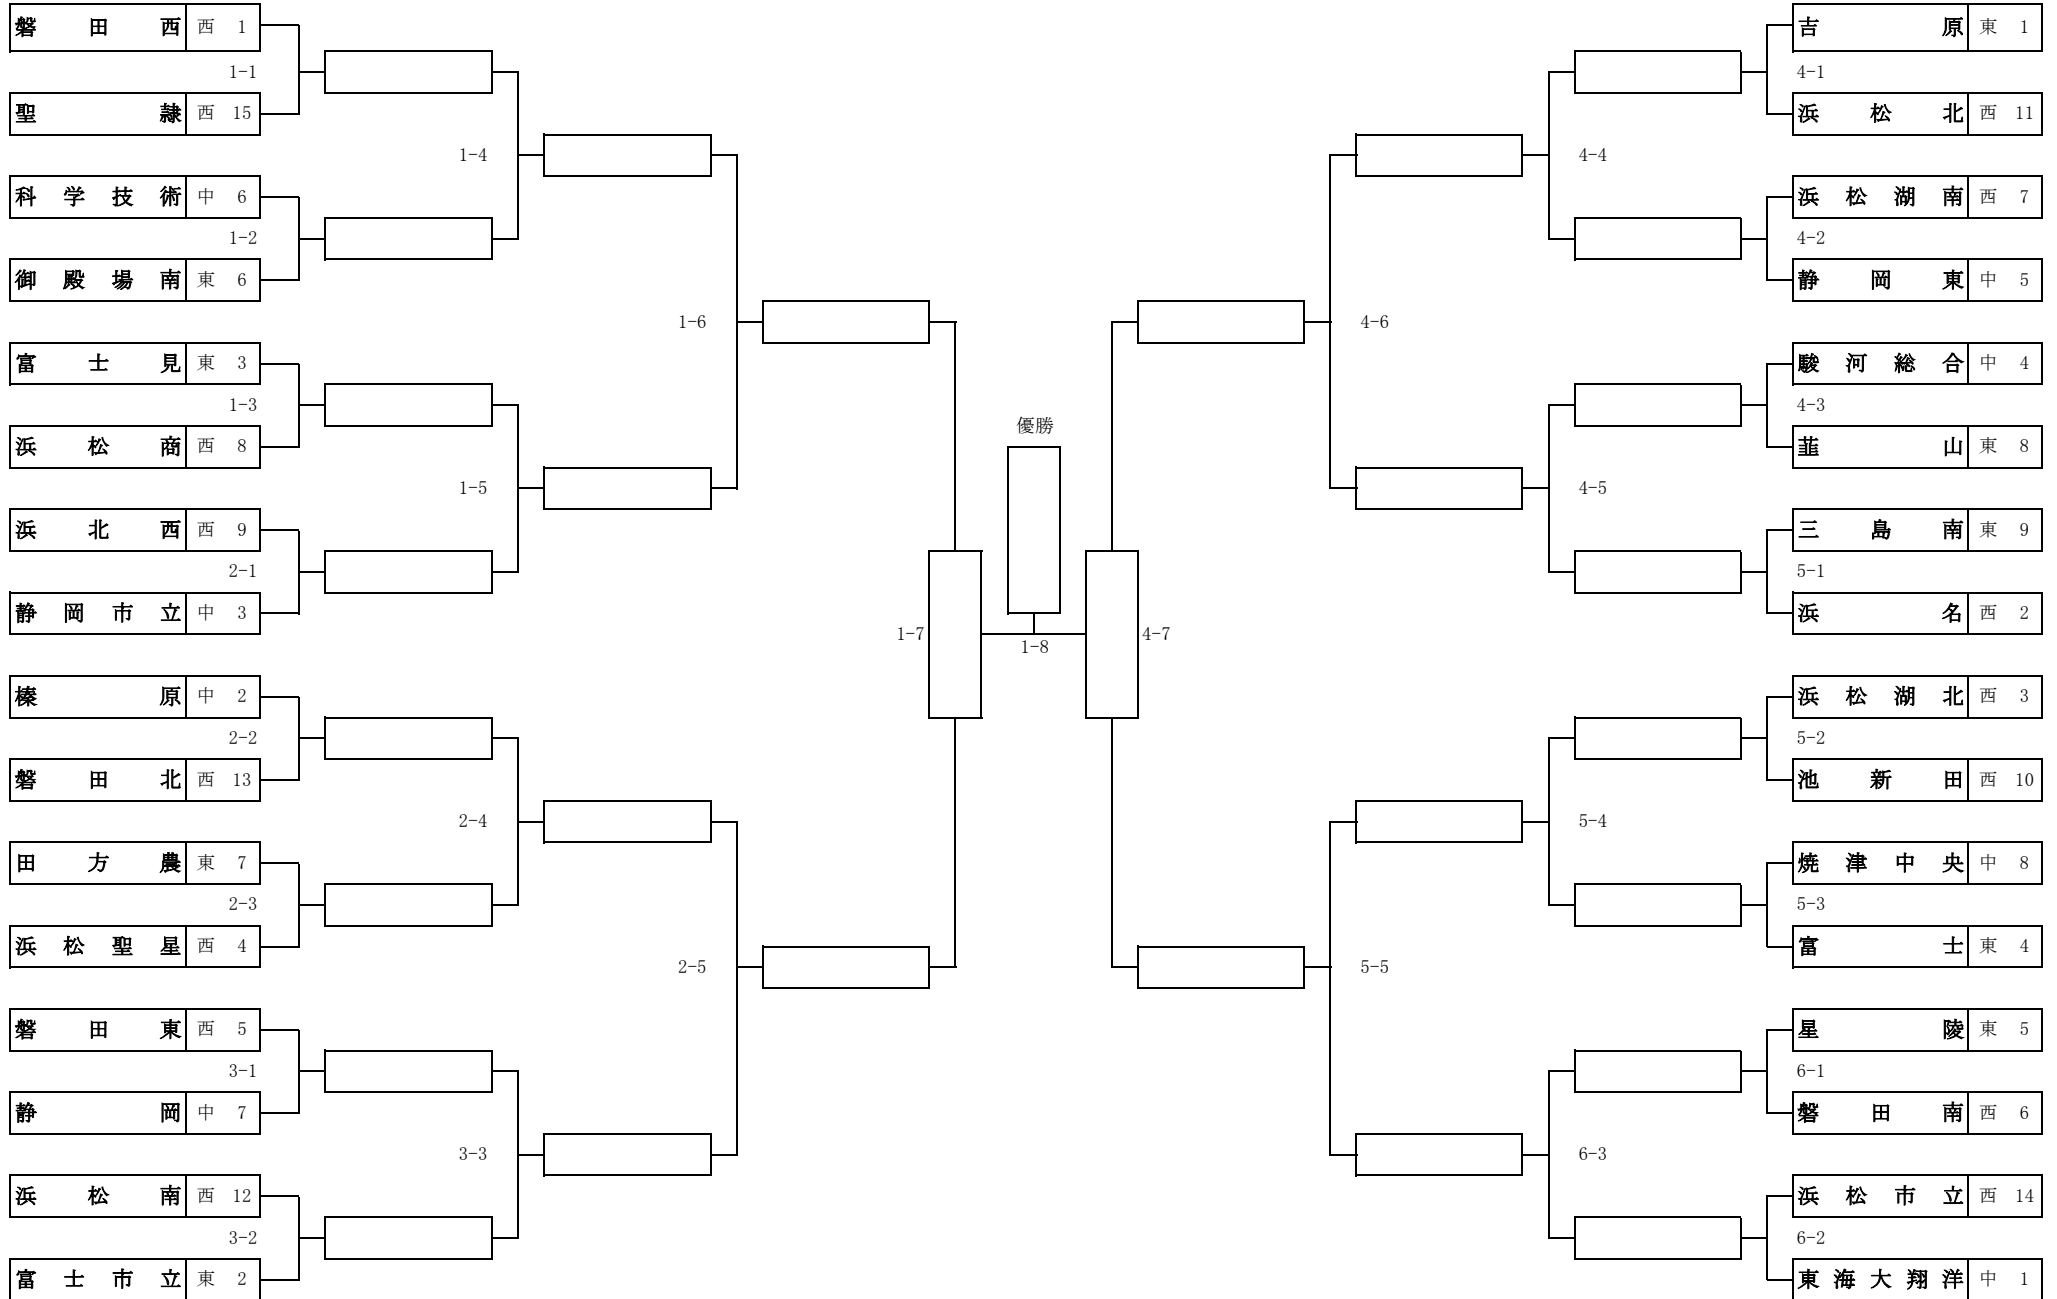 磐田西 西 1
1-1
聖隷 西 15
1-4
科学技術 中 6
1-2
御殿場南 東 6
1-6
富士見 東 3
1-3
浜松商 西 8
1-5
浜北西 西 9
2-1
静岡市立 中 3
1-7
榛原 中 2
2-2
磐田北 西 13
2-4
田方農 東 7
2-3
浜松聖星 西 4
2-5
磐田東 西 5
3-1
静岡 中 7
3-3
浜松南 西 12
3-2
富士市立 東 2
優勝
1-8
吉原 東 1
4-1
浜松北 西 11
4-4
浜松湖南 西 7
4-2
静岡東 中 5
4-6
駿河総合 中 4
4-3
韮山 東 8
4-5
三島南 東 9
5-1
浜名 西 2
4-7
浜松湖北 西 3
5-2
池新田 西 10
5-4
焼津中央 中 8
5-3
富士 東 4
5-5
星陵 東 5
6-1
磐田南 西 6
6-3
浜松市立 西 14
6-2
東海大翔洋 中 1